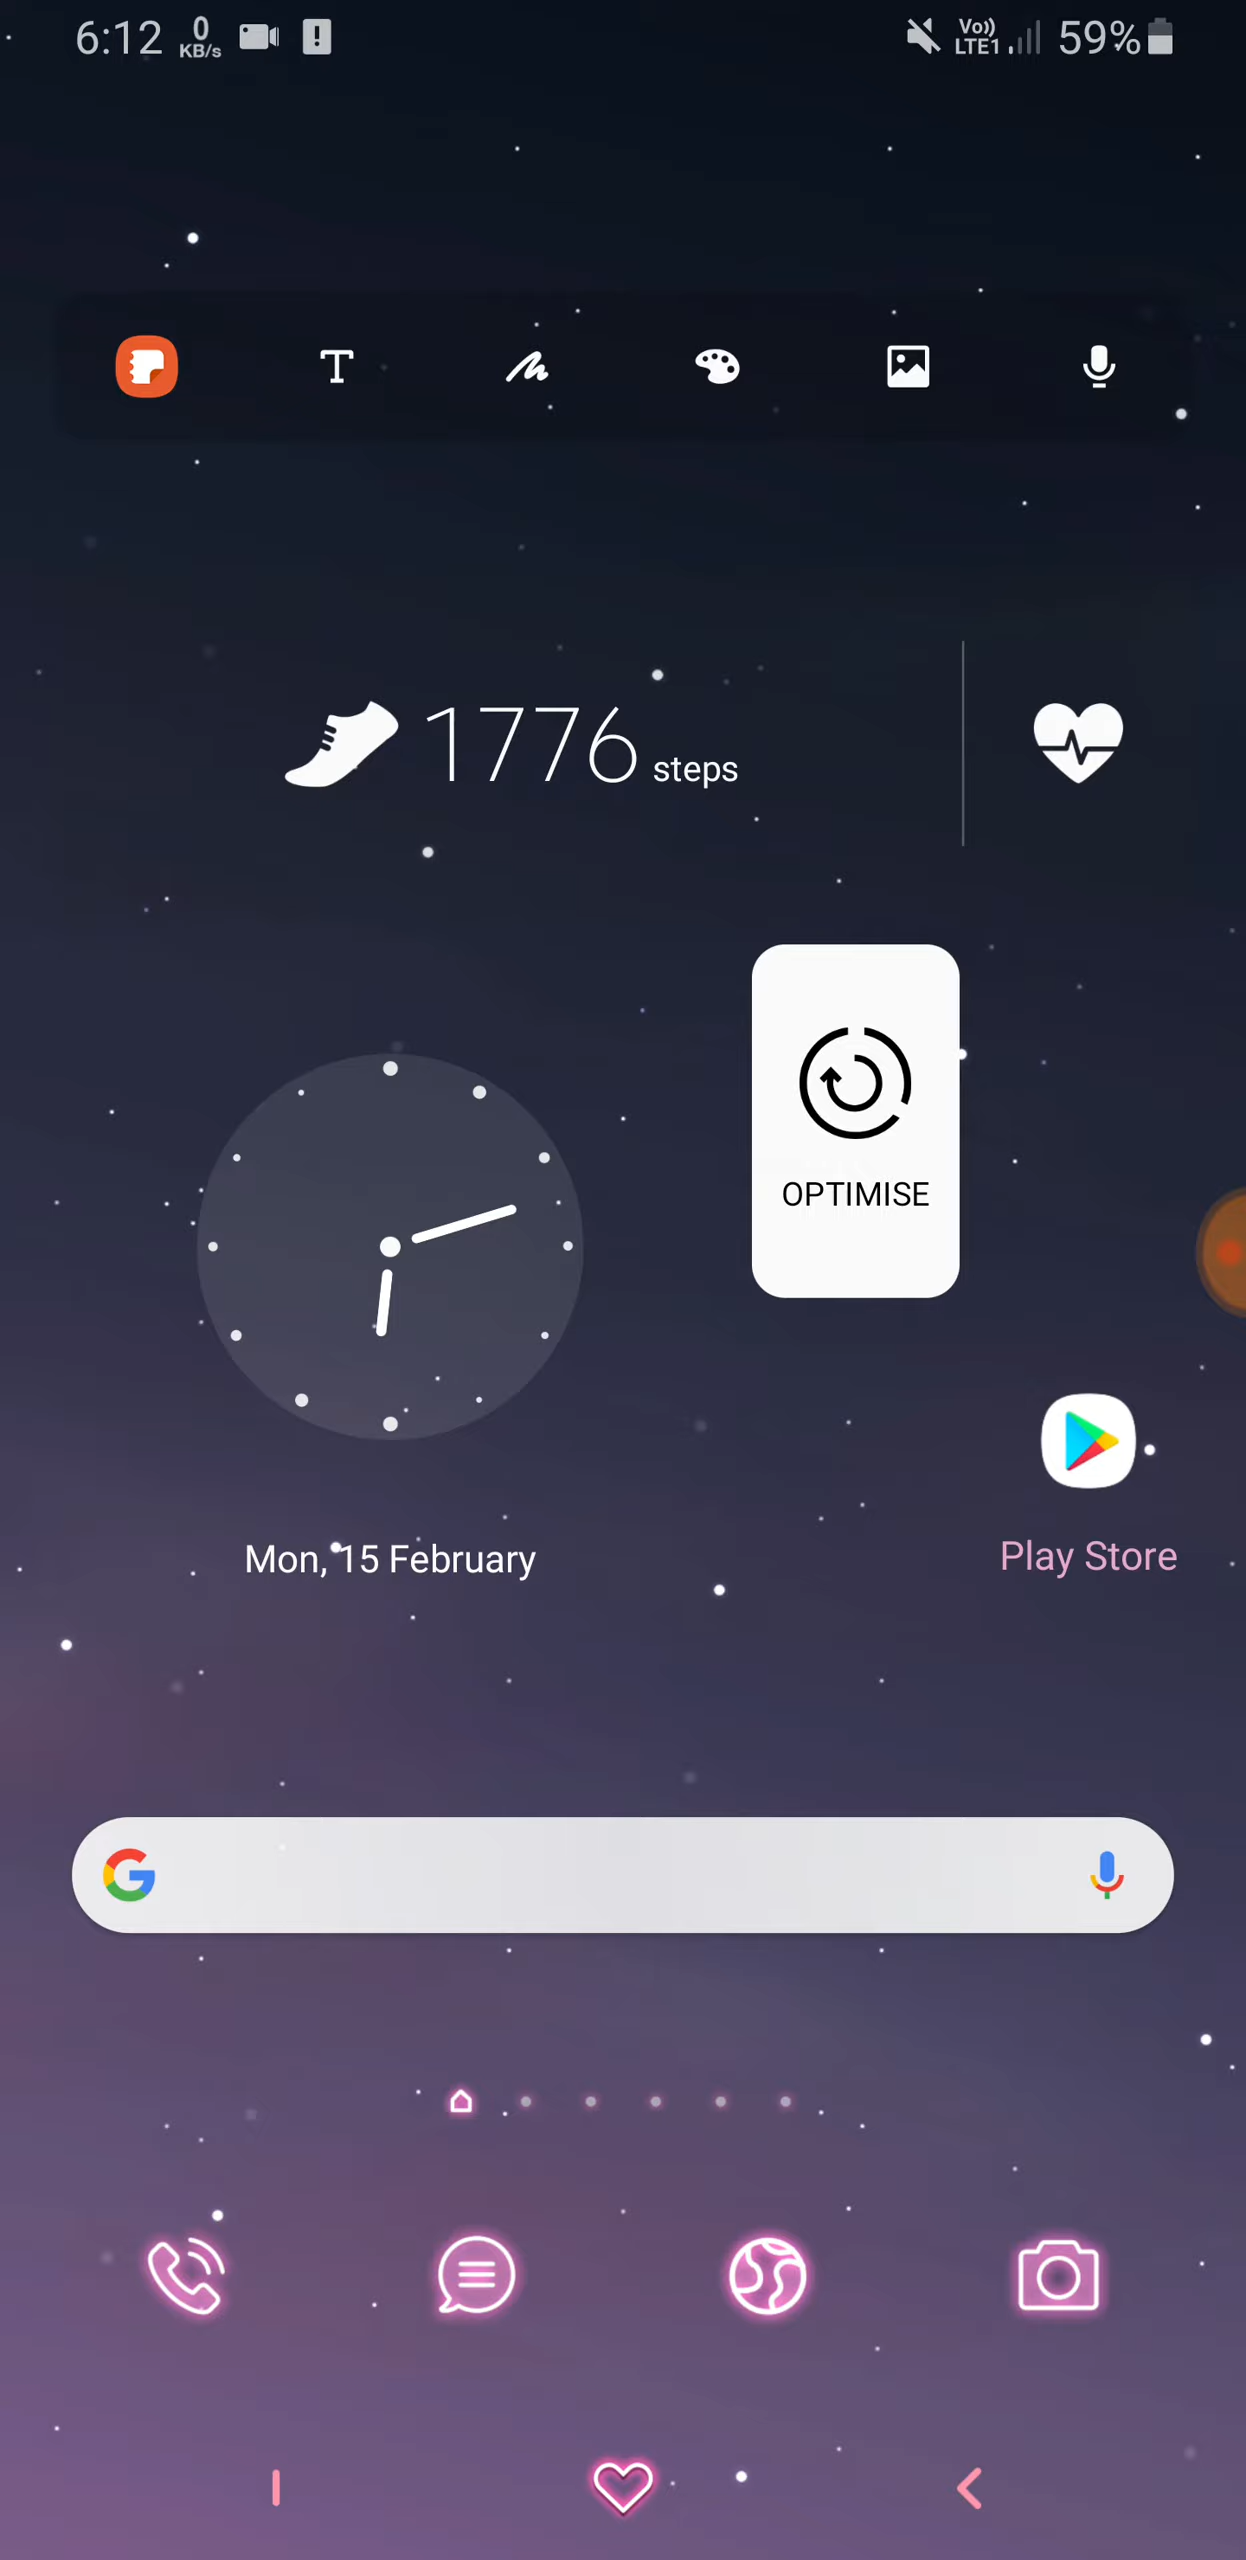 6:12 0 KB/s Vo)) LTE1 59%
T
1776 steps
OPTIMISE
Mon, 15 February
Play Store
G